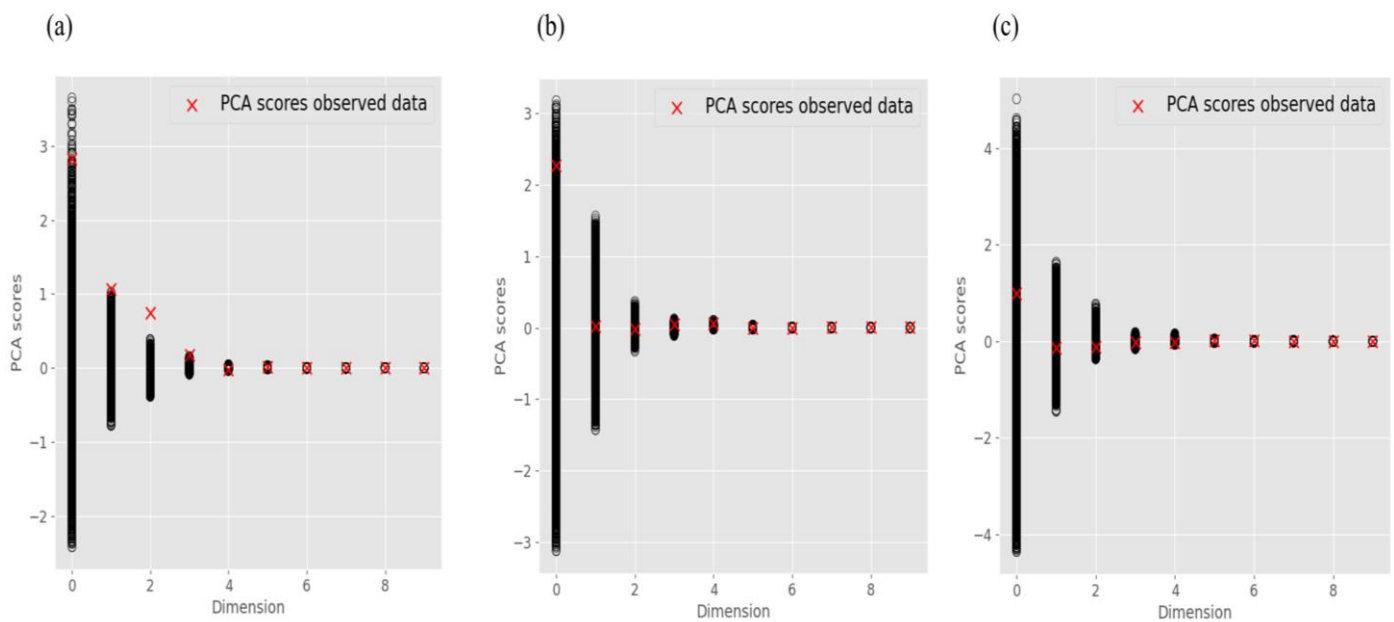 (a)
(b)
(c)
PCA scores observed data
3
2
1
0
−1
−2
PCA scores
0
2
4
6
8
Dimension
PCA scores observed data
3
2
1
0
−1
−2
−3
PCA scores
0
2
4
6
8
Dimension
PCA scores observed data
4
2
0
−2
−4
PCA scores
0
2
4
6
8
Dimension